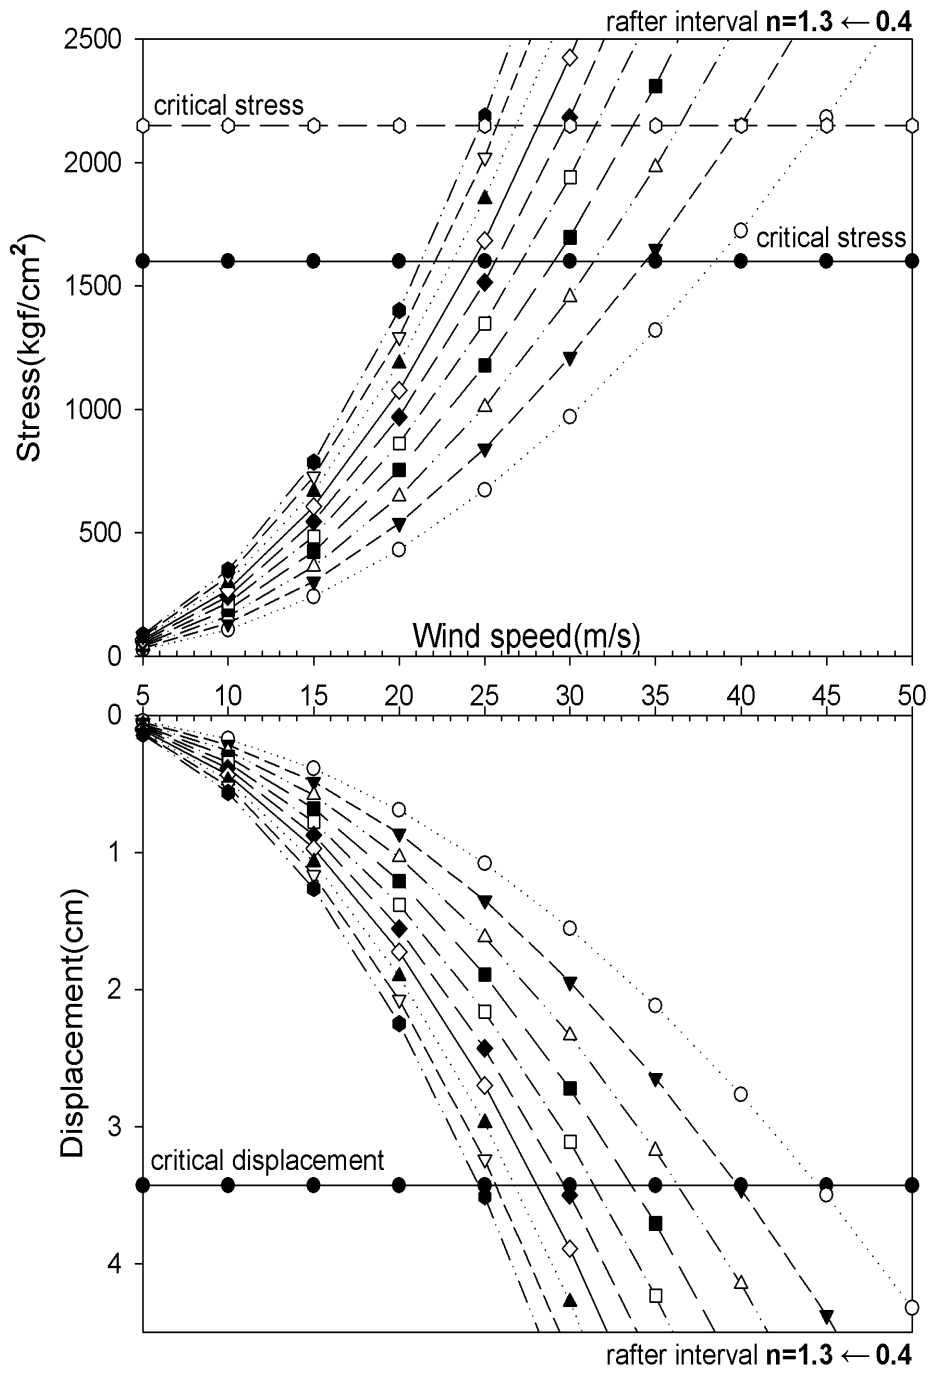 rafter interval n=1.3 ← 0.4
2500
critical stress
2000
critical stress
1500
Stress(kgf/cm²)
1000
500
Wind speed(m/s)
0
5 10 15 20 25 30 35 40 45 50
0
1
Displacement(cm)
2
3
critical displacement
4
rafter interval n=1.3 ← 0.4